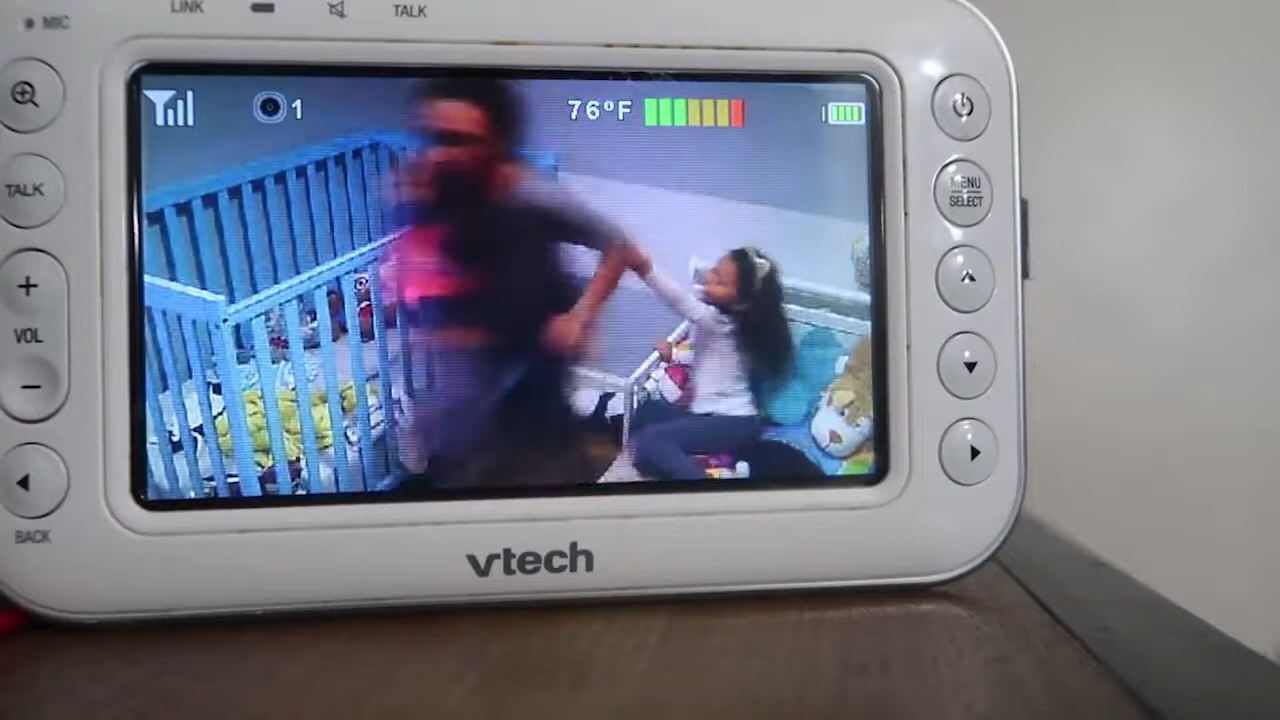 MIC
LINK
TALK
TALK
+
VOL
-
BACK
1
76°F
MENU
SELECT
vtech